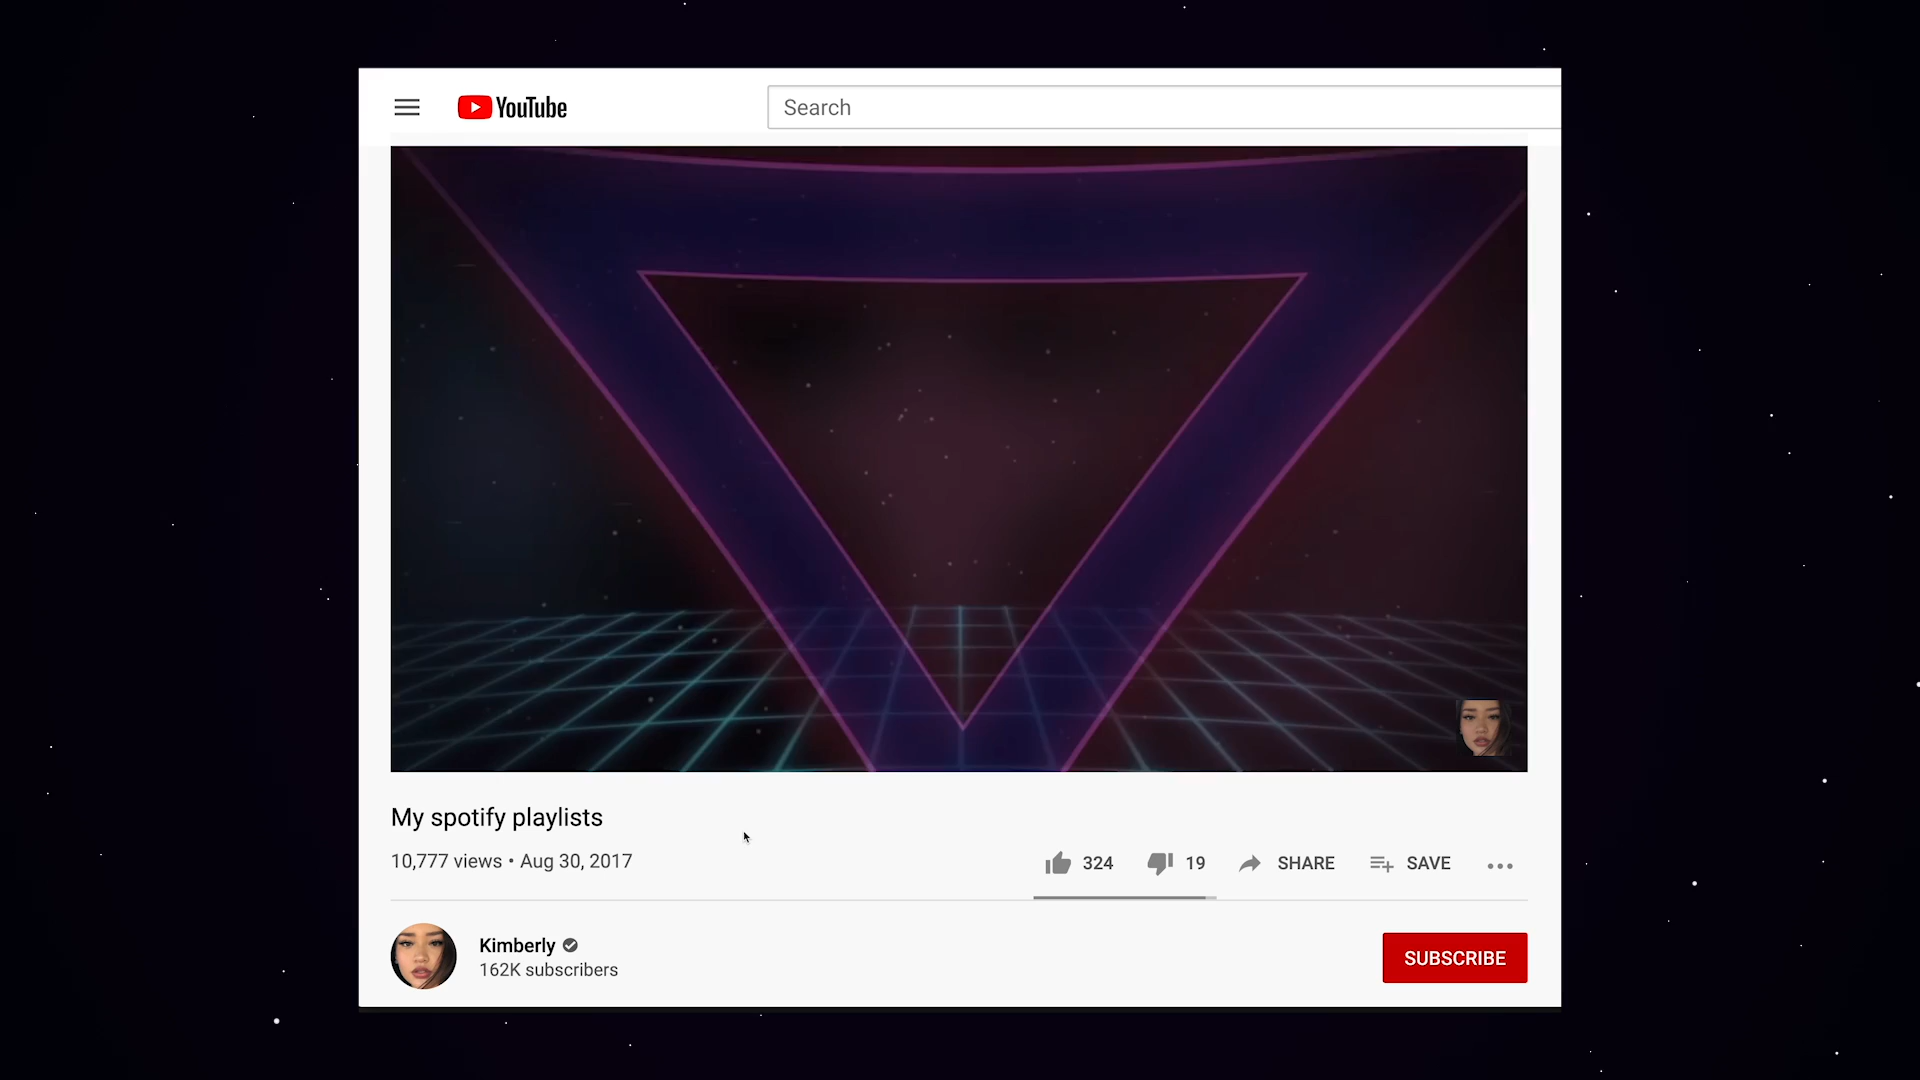 YouTube
Search
My spotify playlists
10,777 views • Aug 30, 2017
324
19
SHARE
SAVE
Kimberly
162K subscribers
SUBSCRIBE